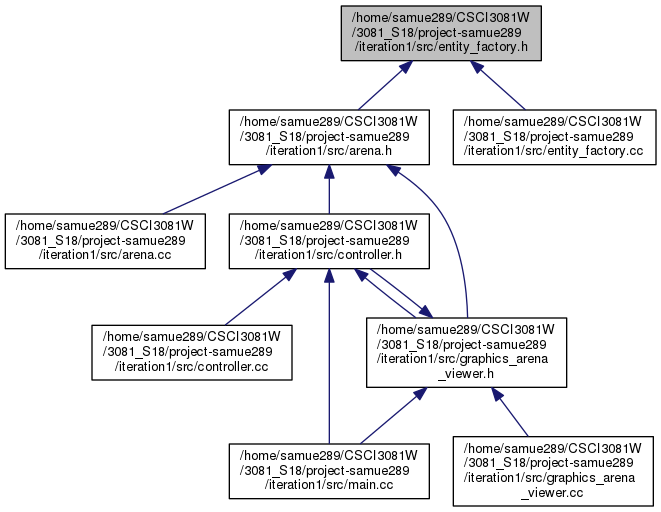 /home/samue289/CSCI3081W
/3081_S18/project-samue289
/iteration1/src/entity_factory.h
/home/samue289/CSCI3081W
/3081_S18/project-samue289
/iteration1/src/arena.h
/home/samue289/CSCI3081W
/3081_S18/project-samue289
/iteration1/src/entity_factory.cc
/home/samue289/CSCI3081W
/3081_S18/project-samue289
/iteration1/src/arena.cc
/home/samue289/CSCI3081W
/3081_S18/project-samue289
/iteration1/src/controller.h
/home/samue289/CSCI3081W
/3081_S18/project-samue289
/iteration1/src/controller.cc
/home/samue289/CSCI3081W
/3081_S18/project-samue289
/iteration1/src/graphics_arena
_viewer.h
/home/samue289/CSCI3081W
/3081_S18/project-samue289
/iteration1/src/main.cc
/home/samue289/CSCI3081W
/3081_S18/project-samue289
/iteration1/src/graphics_arena
_viewer.cc